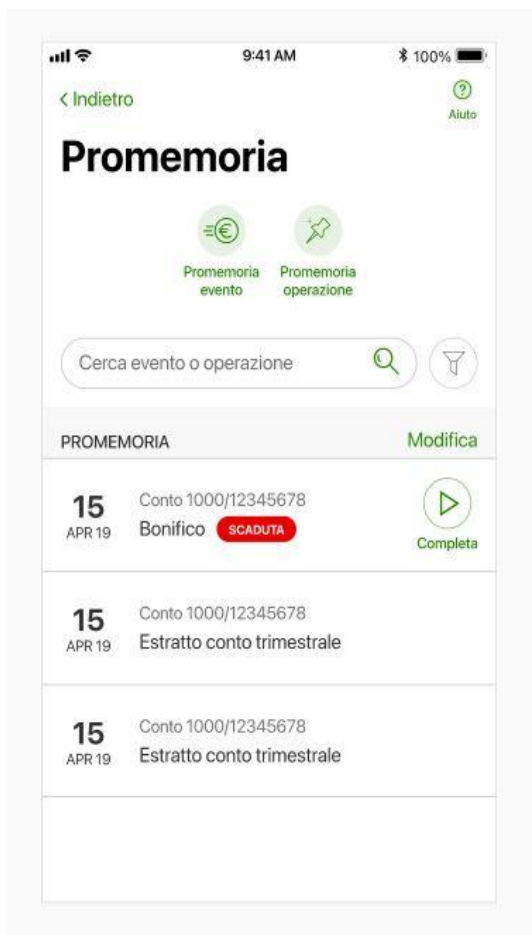 9:41 AM
100%
Indietro
Aiuto
Promemoria
Promemoria
evento
Promemoria
operazione
Cerca evento o operazione
PROMEMORIA
Modifica
15
APR 19
Conto 1000/12345678
Bonifico SCADUTA
Completa
15
APR 19
Conto 1000/12345678
Estratto conto trimestrale
15
APR 19
Conto 1000/12345678
Estratto conto trimestrale